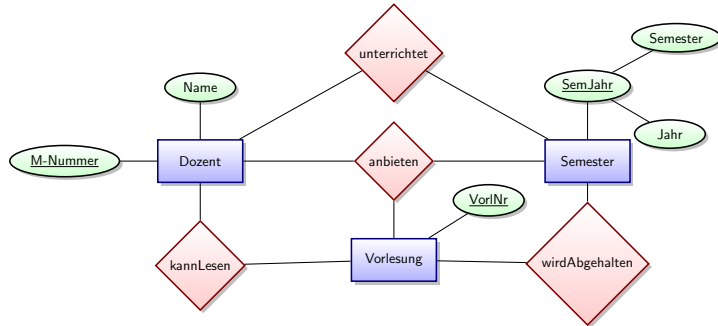 Semester
unterrichtet
Name
SemJahr
Jahr
M-Nummer
Dozent
anbieten
Semester
VorlNr
kannLesen
Vorlesung
wirdAbgehalten